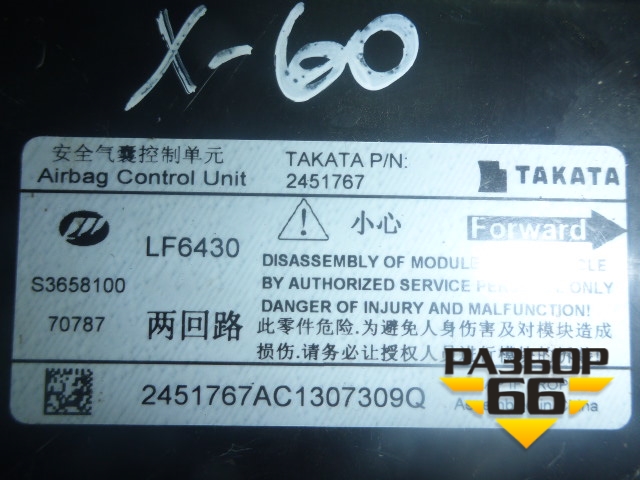 X-60
安全气囊控制单元
Airbag Control Unit
TAKATA P/N:
2451767
TAKATA
LF6430
小心
Forward
S3658100
70787
两回路
DISASSEMBLY OF MODULE
BY AUTHORIZED SERVICE ONLY
DANGER OF INJURY AND MALFUNCTION!
此零件危险.为避免人身伤害及对模块造成
损伤.请务必让授权人员
2451767AC1307309Q
РАЗБОР
66